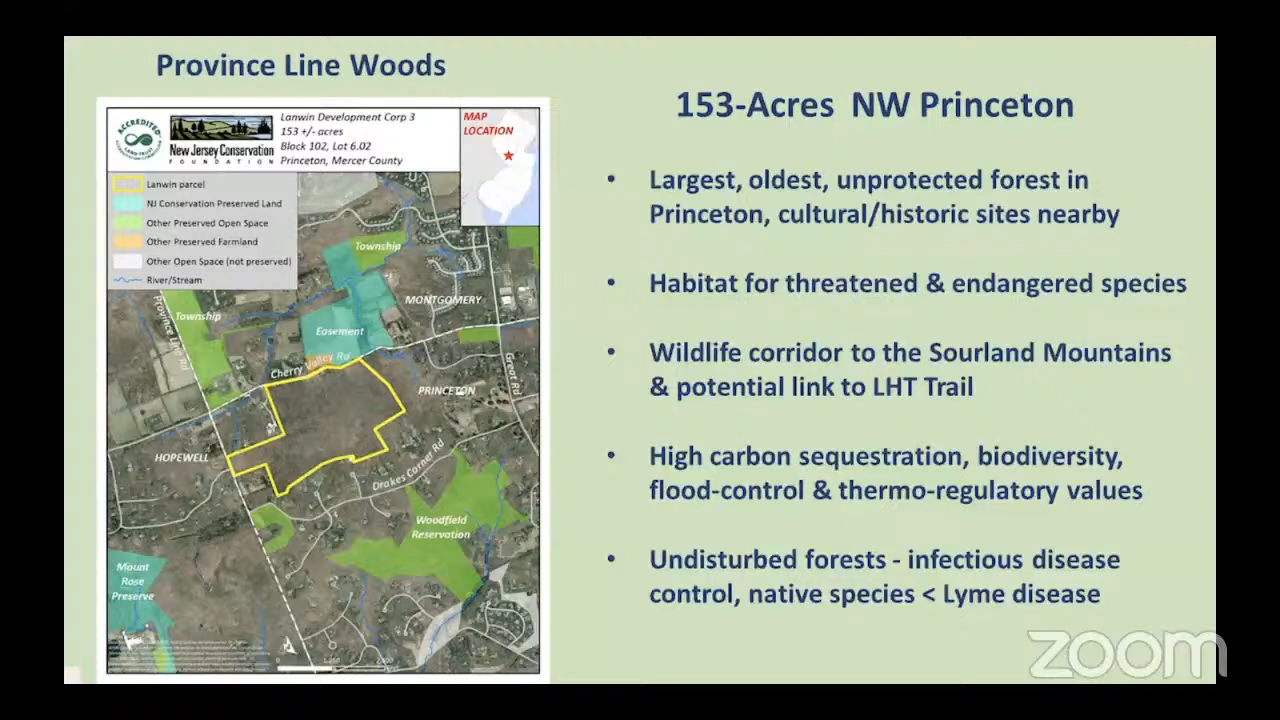 Province Line Woods
ACCREDITED
New Jersey Conservation
FOUNDATION
Lanwin Development Corp 3
153 +/- acres
Block 102, Lot 6.02
Princeton, Mercer County
MAP
LOCATION
Lanwin parcel
NJ Conservation Preserved Land
Other Preserved Open Space
Other Preserved Farmland
Other Open Space (not preserved)
River/Stream
Township
MONTGOMERY
Township
Province Line Rd
Easement
Cherry Valley Rd
Great Rd
PRINCETON
HOPEWELL
Drakes Corner Rd
Woodfield
Reservation
Mount
Rose
Preserve
153-Acres NW Princeton
• Largest, oldest, unprotected forest in
Princeton, cultural/historic sites nearby
• Habitat for threatened & endangered species
• Wildlife corridor to the Sourland Mountains
& potential link to LHT Trail
• High carbon sequestration, biodiversity,
flood-control & thermo-regulatory values
• Undisturbed forests - infectious disease
control, native species < Lyme disease
zoom